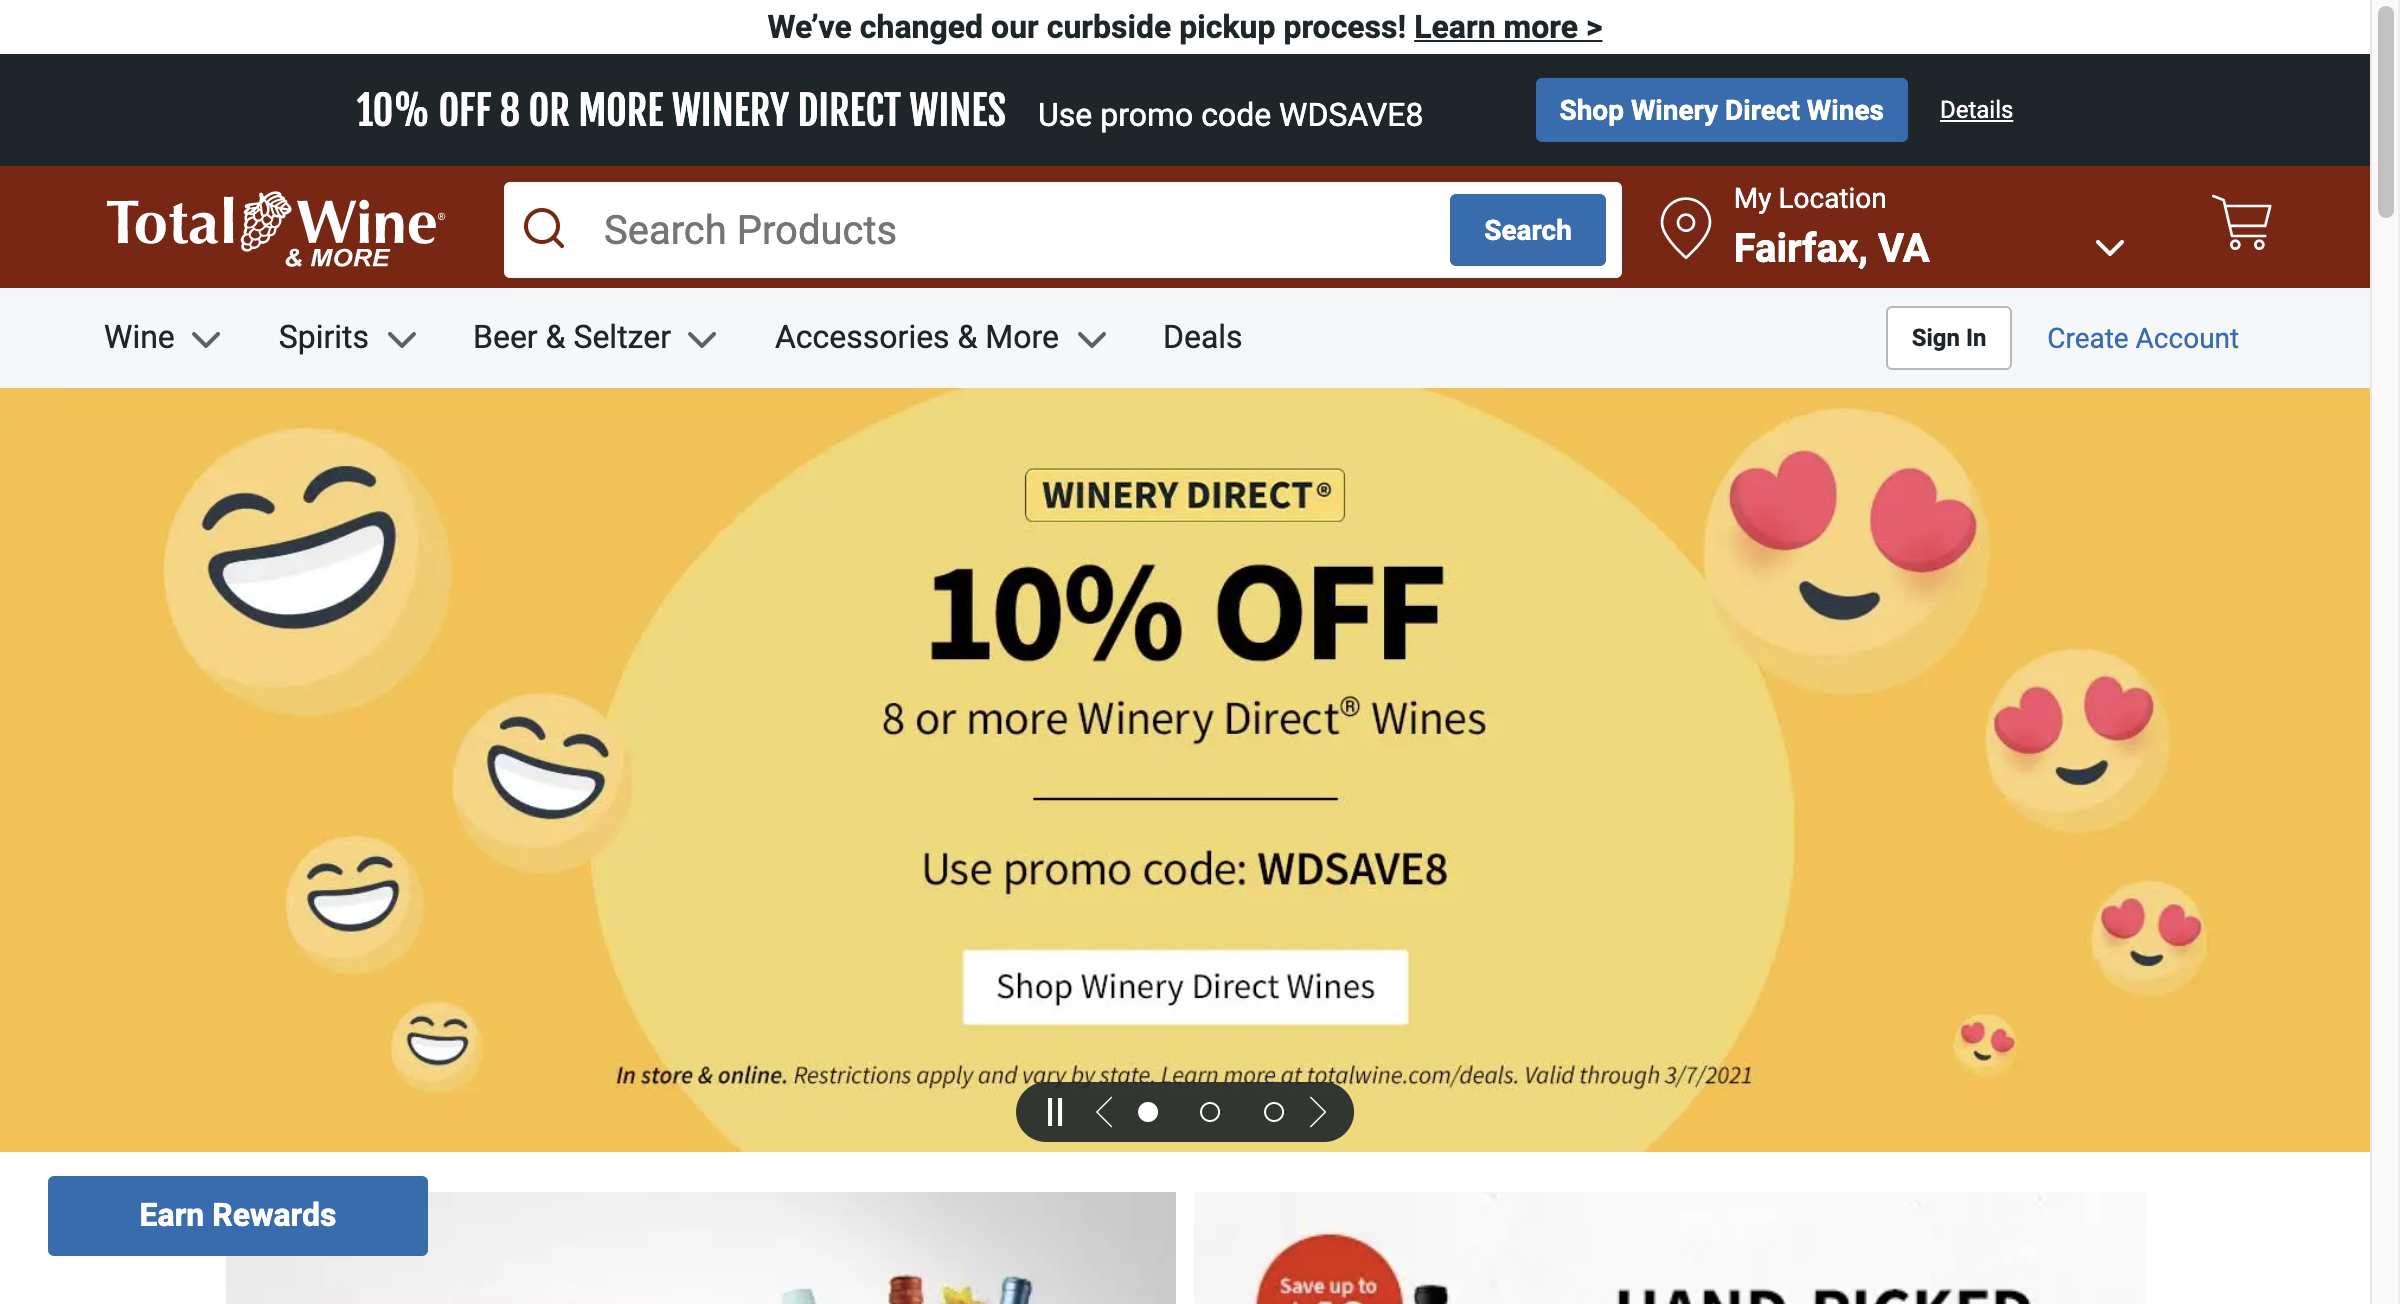 We've changed our curbside pickup process! Learn more >
10% OFF 8 OR MORE WINERY DIRECT WINES Use promo code WDSAVE8 Shop Winery Direct Wines Details
Total Wine®
& MORE
Search Products Search
My Location
Fairfax, VA
Wine Spirits Beer & Seltzer Accessories & More Deals Sign In Create Account
WINERY DIRECT®
10% OFF
8 or more Winery Direct® Wines
Use promo code: WDSAVE8
Shop Winery Direct Wines
In store & online. Restrictions apply and vary by state. Learn more at totalwine.com/deals. Valid through 3/7/2021
Earn Rewards
Save up to
HAND-PICKED